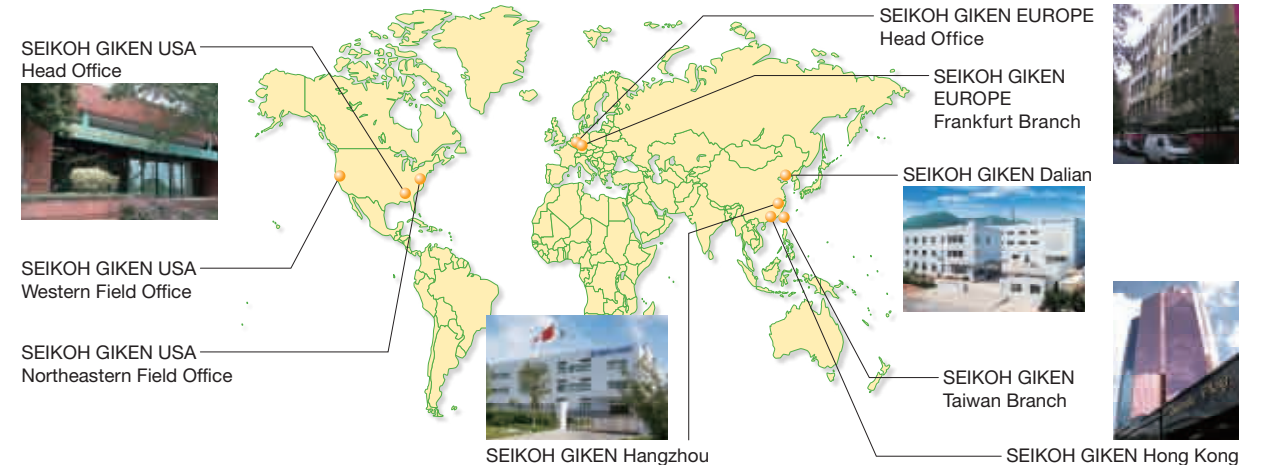 SEIKOH GIKEN USA
Head Office
SEIKOH GIKEN USA
Western Field Office
SEIKOH GIKEN USA
Northeastern Field Office
SEIKOH GIKEN EUROPE
Head Office
SEIKOH GIKEN
EUROPE
Frankfurt Branch
SEIKOH GIKEN Dalian
SEIKOH GIKEN
Taiwan Branch
SEIKOH GIKEN Hangzhou
SEIKOH GIKEN Hong Kong